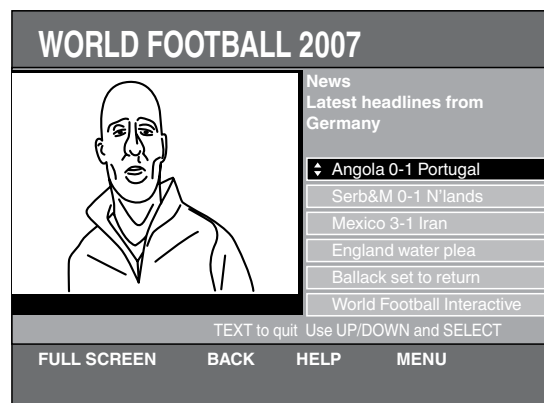 WORLD FOOTBALL 2007
News
Latest headlines from
Germany
Angola 0-1 Portugal
Serb&M 0-1 N'lands
Mexico 3-1 Iran
England water plea
Ballack set to return
World Football Interactive
TEXT to quit Use UP/DOWN and SELECT
FULL SCREEN BACK HELP MENU